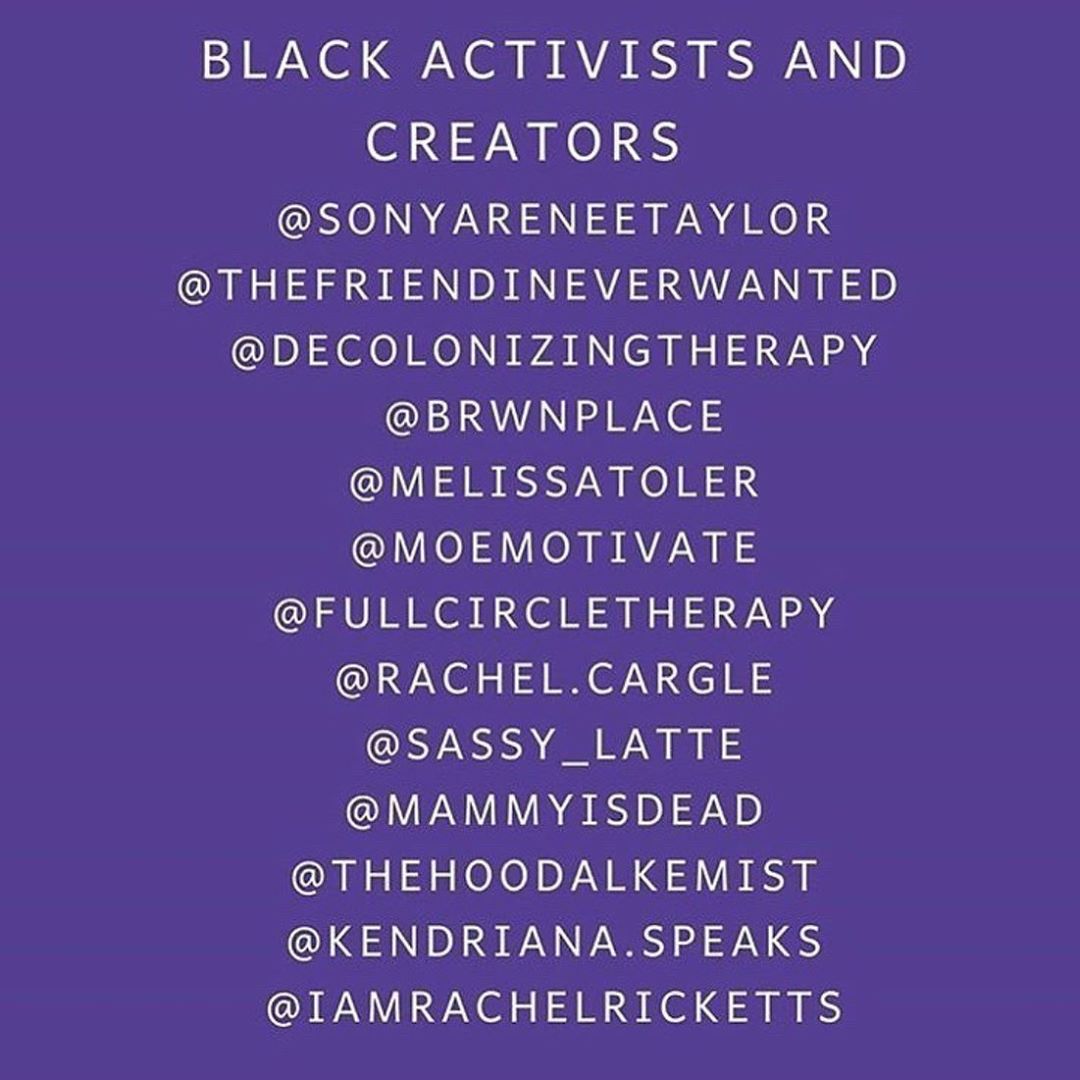 BLACK ACTIVISTS AND
CREATORS
@SONYARENEETAYLOR
@THEFRIENDINEVERWANTED
@DECOLONIZINGTHERAPY
@BRWNPLACE
@MELISSATOLER
@MOEMOTIVATE
@FULLCIRCLETHERAPY
@RACHEL.CARGLE
@SASSY_LATTE
@MAMMYISDEAD
@THEHOODALKEMIST
@KENDRIANA.SPEAKS
@IAMRACHELRICKETTS